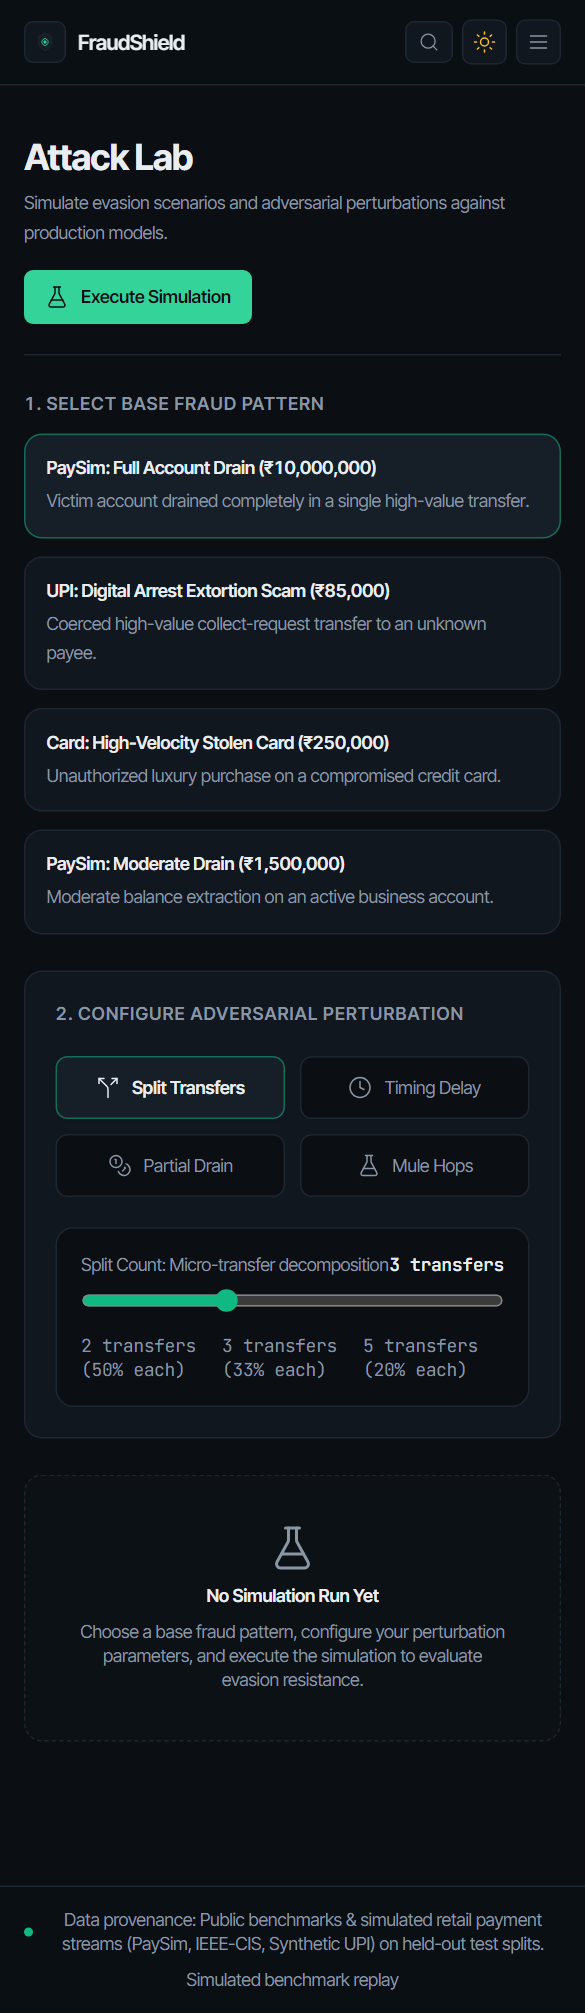 FraudShield
Attack Lab
Simulate evasion scenarios and adversarial perturbations against
production models.
Execute Simulation
1. SELECT BASE FRAUD PATTERN
PaySim: Full Account Drain (₹10,000,000)
Victim account drained completely in a single high-value transfer.
UPI: Digital Arrest Extortion Scam (₹85,000)
Coerced high-value collect-request transfer to an unknown
payee.
Card: High-Velocity Stolen Card (₹250,000)
Unauthorized luxury purchase on a compromised credit card.
PaySim: Moderate Drain (₹1,500,000)
Moderate balance extraction on an active business account.
2. CONFIGURE ADVERSARIAL PERTURBATION
Split Transfers
Timing Delay
Partial Drain
Mule Hops
Split Count: Micro-transfer decomposition 3 transfers
2 transfers 3 transfers 5 transfers
(50% each) (33% each) (20% each)
No Simulation Run Yet
Choose a base fraud pattern, configure your perturbation
parameters, and execute the simulation to evaluate
evasion resistance.
Data provenance: Public benchmarks & simulated retail payment
streams (PaySim, IEEE-CIS, Synthetic UPI) on held-out test splits.
Simulated benchmark replay